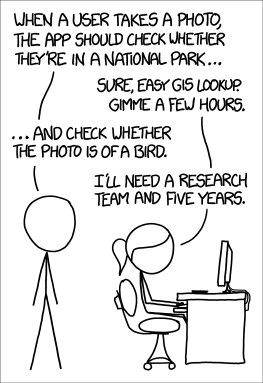 WHEN A USER TAKES A PHOTO,
THE APP SHOULD CHECK WHETHER
THEY'RE IN A NATIONAL PARK...
SURE, EASY GIS LOOKUP.
GIMME A FEW HOURS.
...AND CHECK WHETHER
THE PHOTO IS OF A BIRD.
I'LL NEED A RESEARCH
TEAM AND FIVE YEARS.